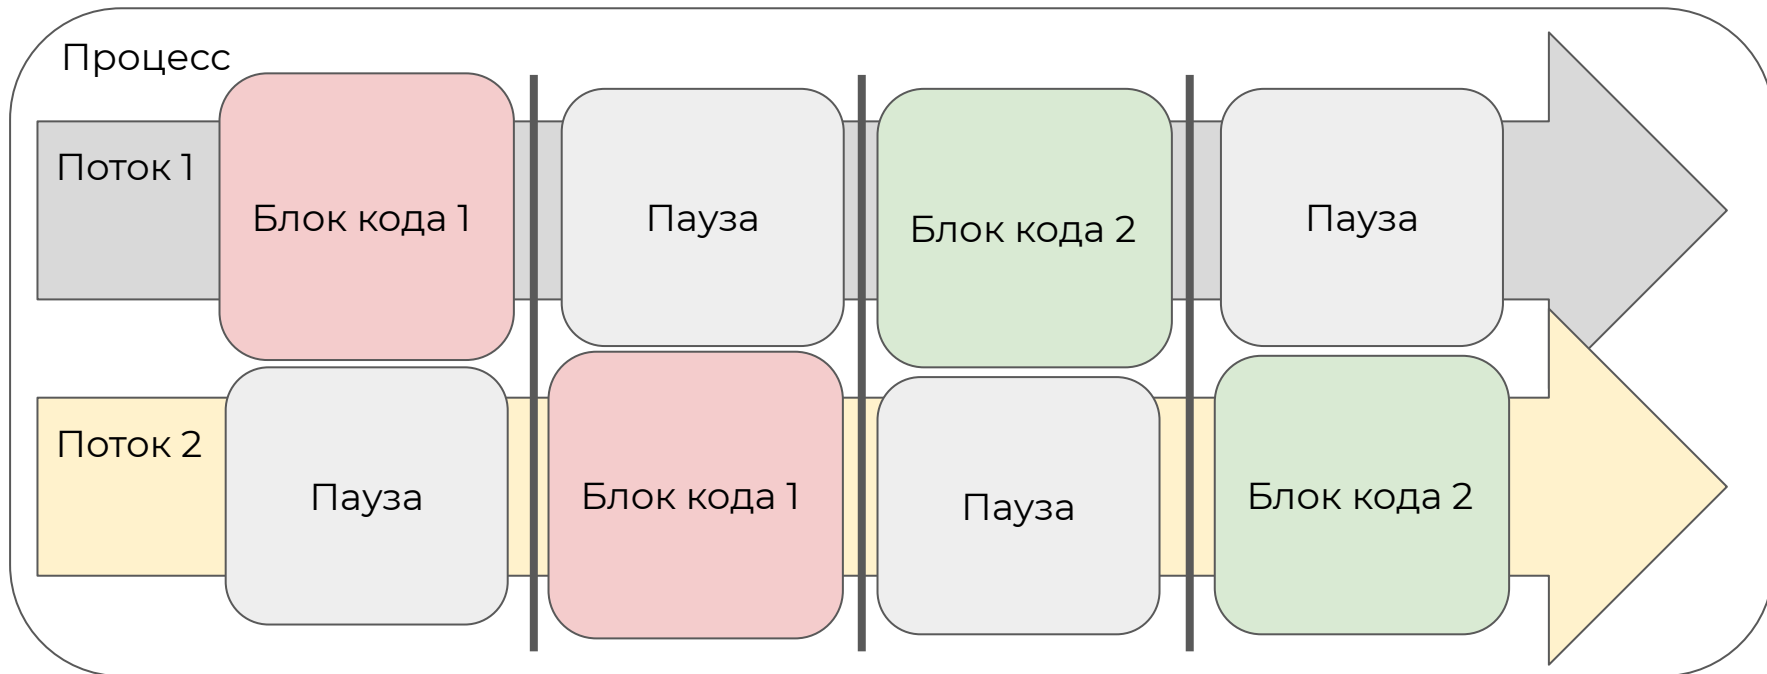 Процесс
Поток 1
Блок кода 1
Пауза
Блок кода 2
Пауза
Поток 2
Пауза
Блок кода 1
Пауза
Блок кода 2